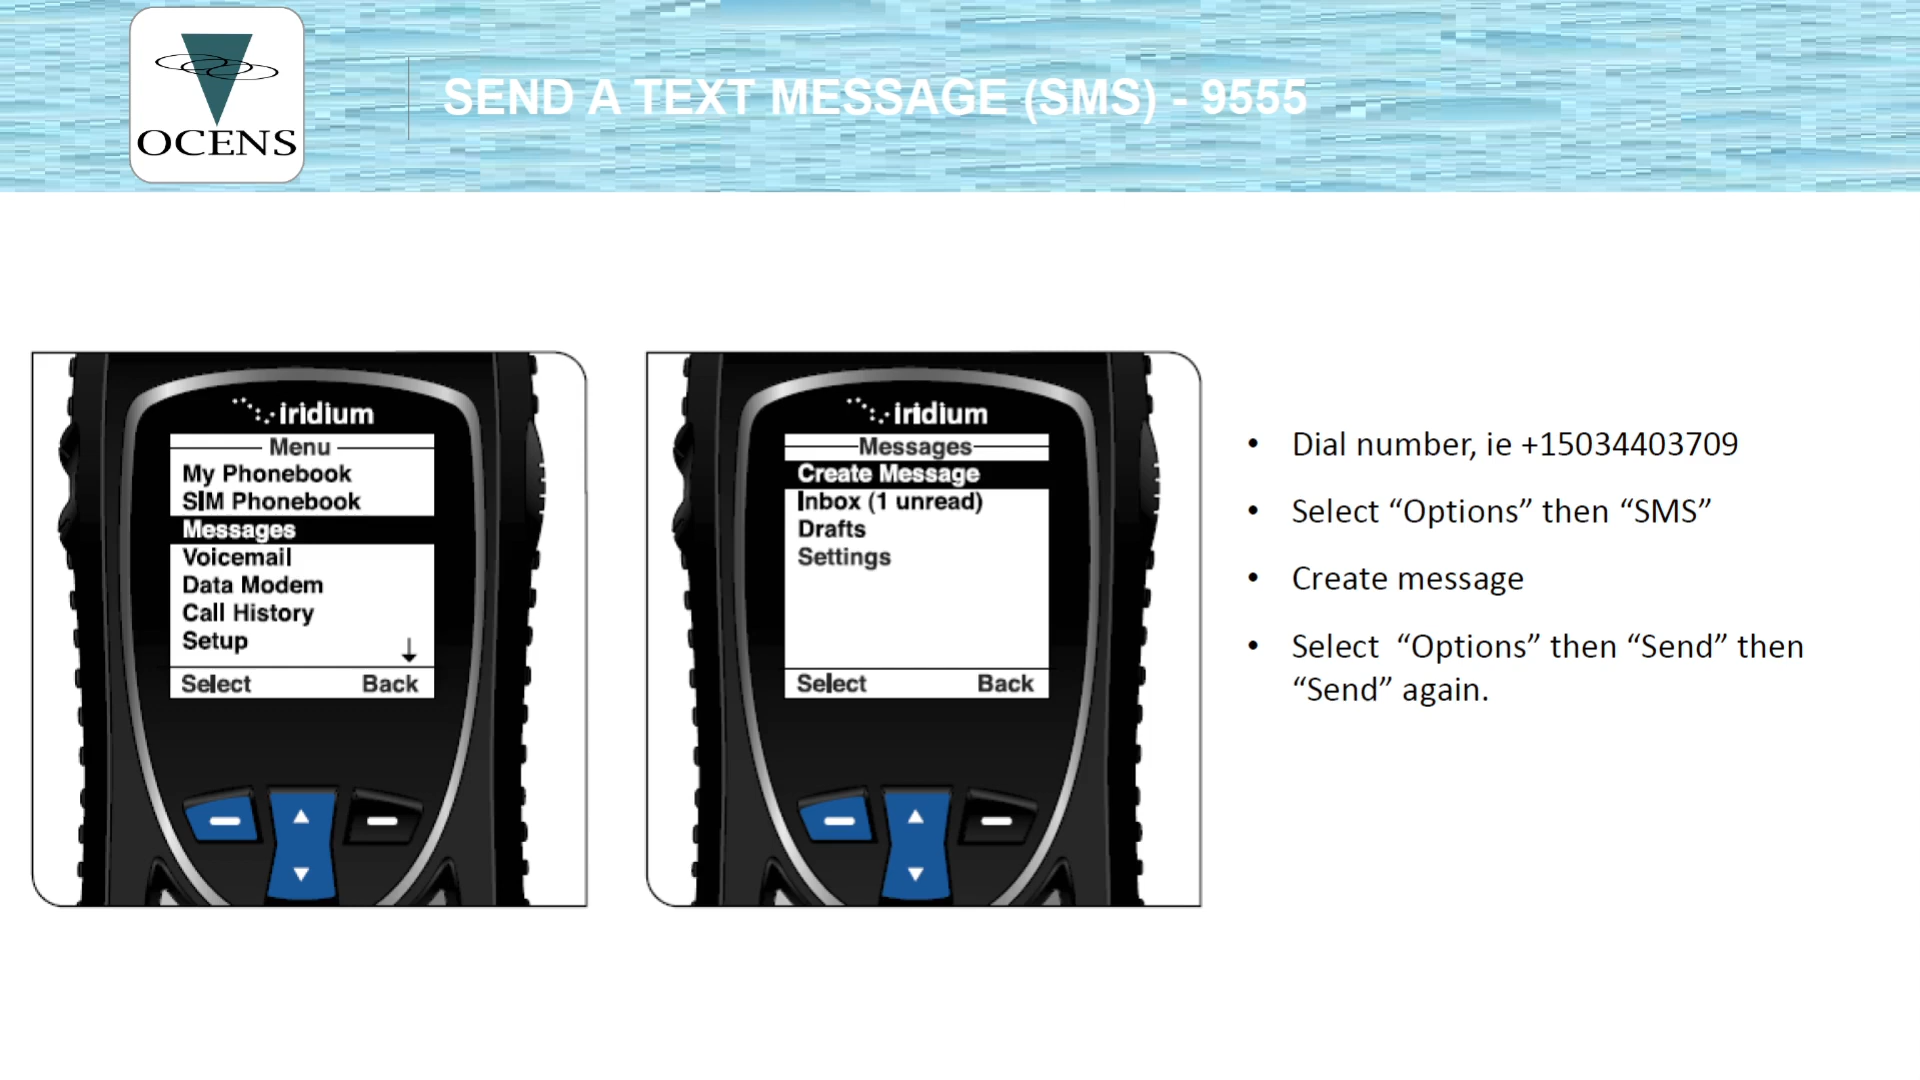 OCENS
SEND A TEXT MESSAGE (SMS) - 9555
iridium
Menu
My Phonebook
SIM Phonebook
Messages
Voicemail
Data Modem
Call History
Setup
Select Back
iridium
Messages
Create Message
Inbox (1 unread)
Drafts
Settings
Select Back
• Dial number, ie +15034403709
• Select “Options” then “SMS”
• Create message
• Select “Options” then “Send” then
“Send” again.